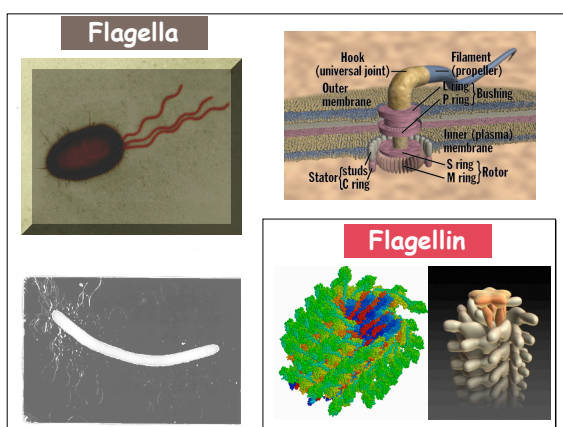 Flagella
Hook
(universal joint)
Filament
(propeller)
Outer
membrane
L ring
P ring
Bushing
Inner (plasma)
membrane
Stator
studs
C ring
S ring
M ring
Rotor
Flagellin